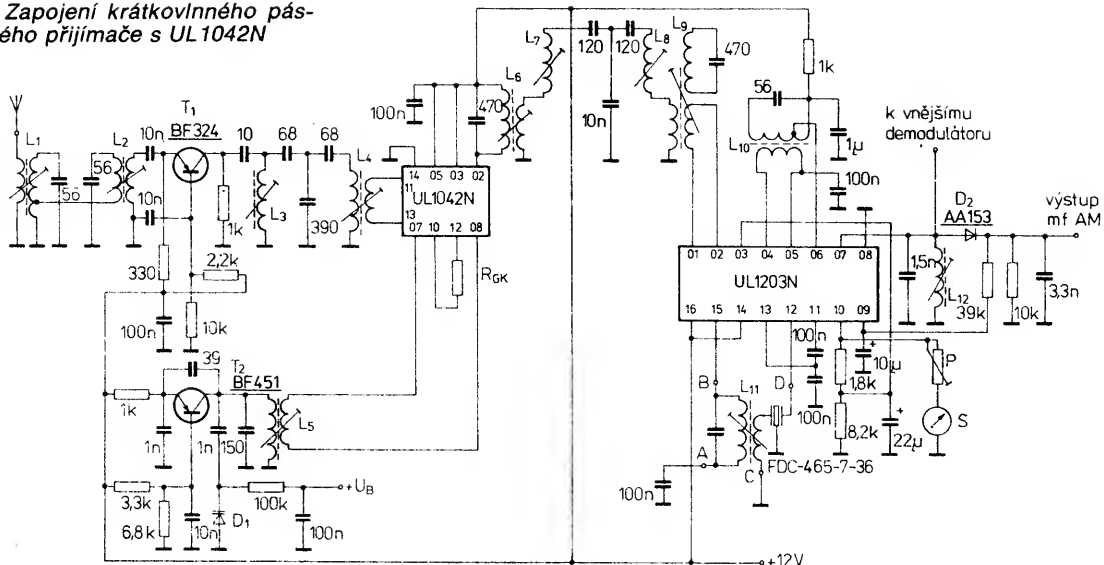 Zapojení krátkovlnného pás-
ého přijímače s UL1042N
L1
56
56
L2
10n
10n
T1
BF324
10
68
68
1k
L3
390
L4
330
2,2k
100n
10k
100n
470
14 05 03 02
11
UL1042N
13
07 10 12 08
RGK
L6
L7
120
120
10n
L8
L9
470
1k
56
L10
1µ
100n
k vnějšímu
demodulátoru
D2
AA153
výstup
mf AM
01 02 03 04 05 06 07 08
UL1203N
16 15 14 13 12 11 10 09
1,5n
L12
39k
10k
3,3n
100n
100n
10µ
1,8k
8,2k
22µ
P
S
B
A
L11
D
C
FDC-465-7-36
100n
39
T2
BF451
1k
1n
1n
150
L5
3,3k
6,8k
10n
D1
100k
+UB
100n
+12V